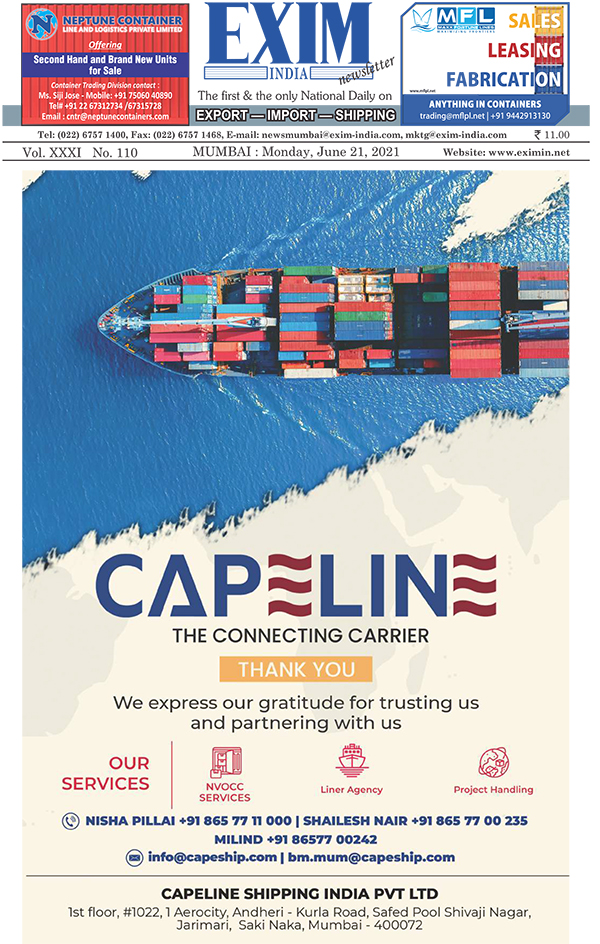 NEPTUNE CONTAINER
LINE AND LOGISTICS PRIVATE LIMITED
Offering
Second Hand and Brand New Units
for Sale
Container Trading Division contact :
Ms. Siji Jose - Mobile: +91 75060 40890
Tel# +91 22 67312734 /67315728
Email : cntr@neptunecontainers.com
EXIM
INDIA
newsletter
The first & the only National Daily on
EXPORT — IMPORT — SHIPPING
MFL
MAXX FORTUNE LINES
MAXIMIZING FRONTIERS
SALES
LEASING
FABRICATION
www.mflpl.net
ANYTHING IN CONTAINERS
trading@mflpl.net | +91 9442913130
Tel: (022) 6757 1400, Fax: (022) 6757 1468, E-mail: newsmumbai@exim-india.com, mktg@exim-india.com
₹ 11.00
Vol. XXXI No. 110
MUMBAI : Monday, June 21, 2021
Website: www.eximin.net
CAPELINE
THE CONNECTING CARRIER
THANK YOU
We express our gratitude for trusting us
and partnering with us
OUR
SERVICES
NVOCC
SERVICES
Liner Agency
Project Handling
NISHA PILLAI +91 865 77 11 000 | SHAILESH NAIR +91 865 77 00 235
MILIND +91 86577 00242
info@capeship.com | bm.mum@capeship.com
CAPELINE SHIPPING INDIA PVT LTD
1st floor, #1022, 1 Aerocity, Andheri - Kurla Road, Safed Pool Shivaji Nagar,
Jarimari, Saki Naka, Mumbai - 400072